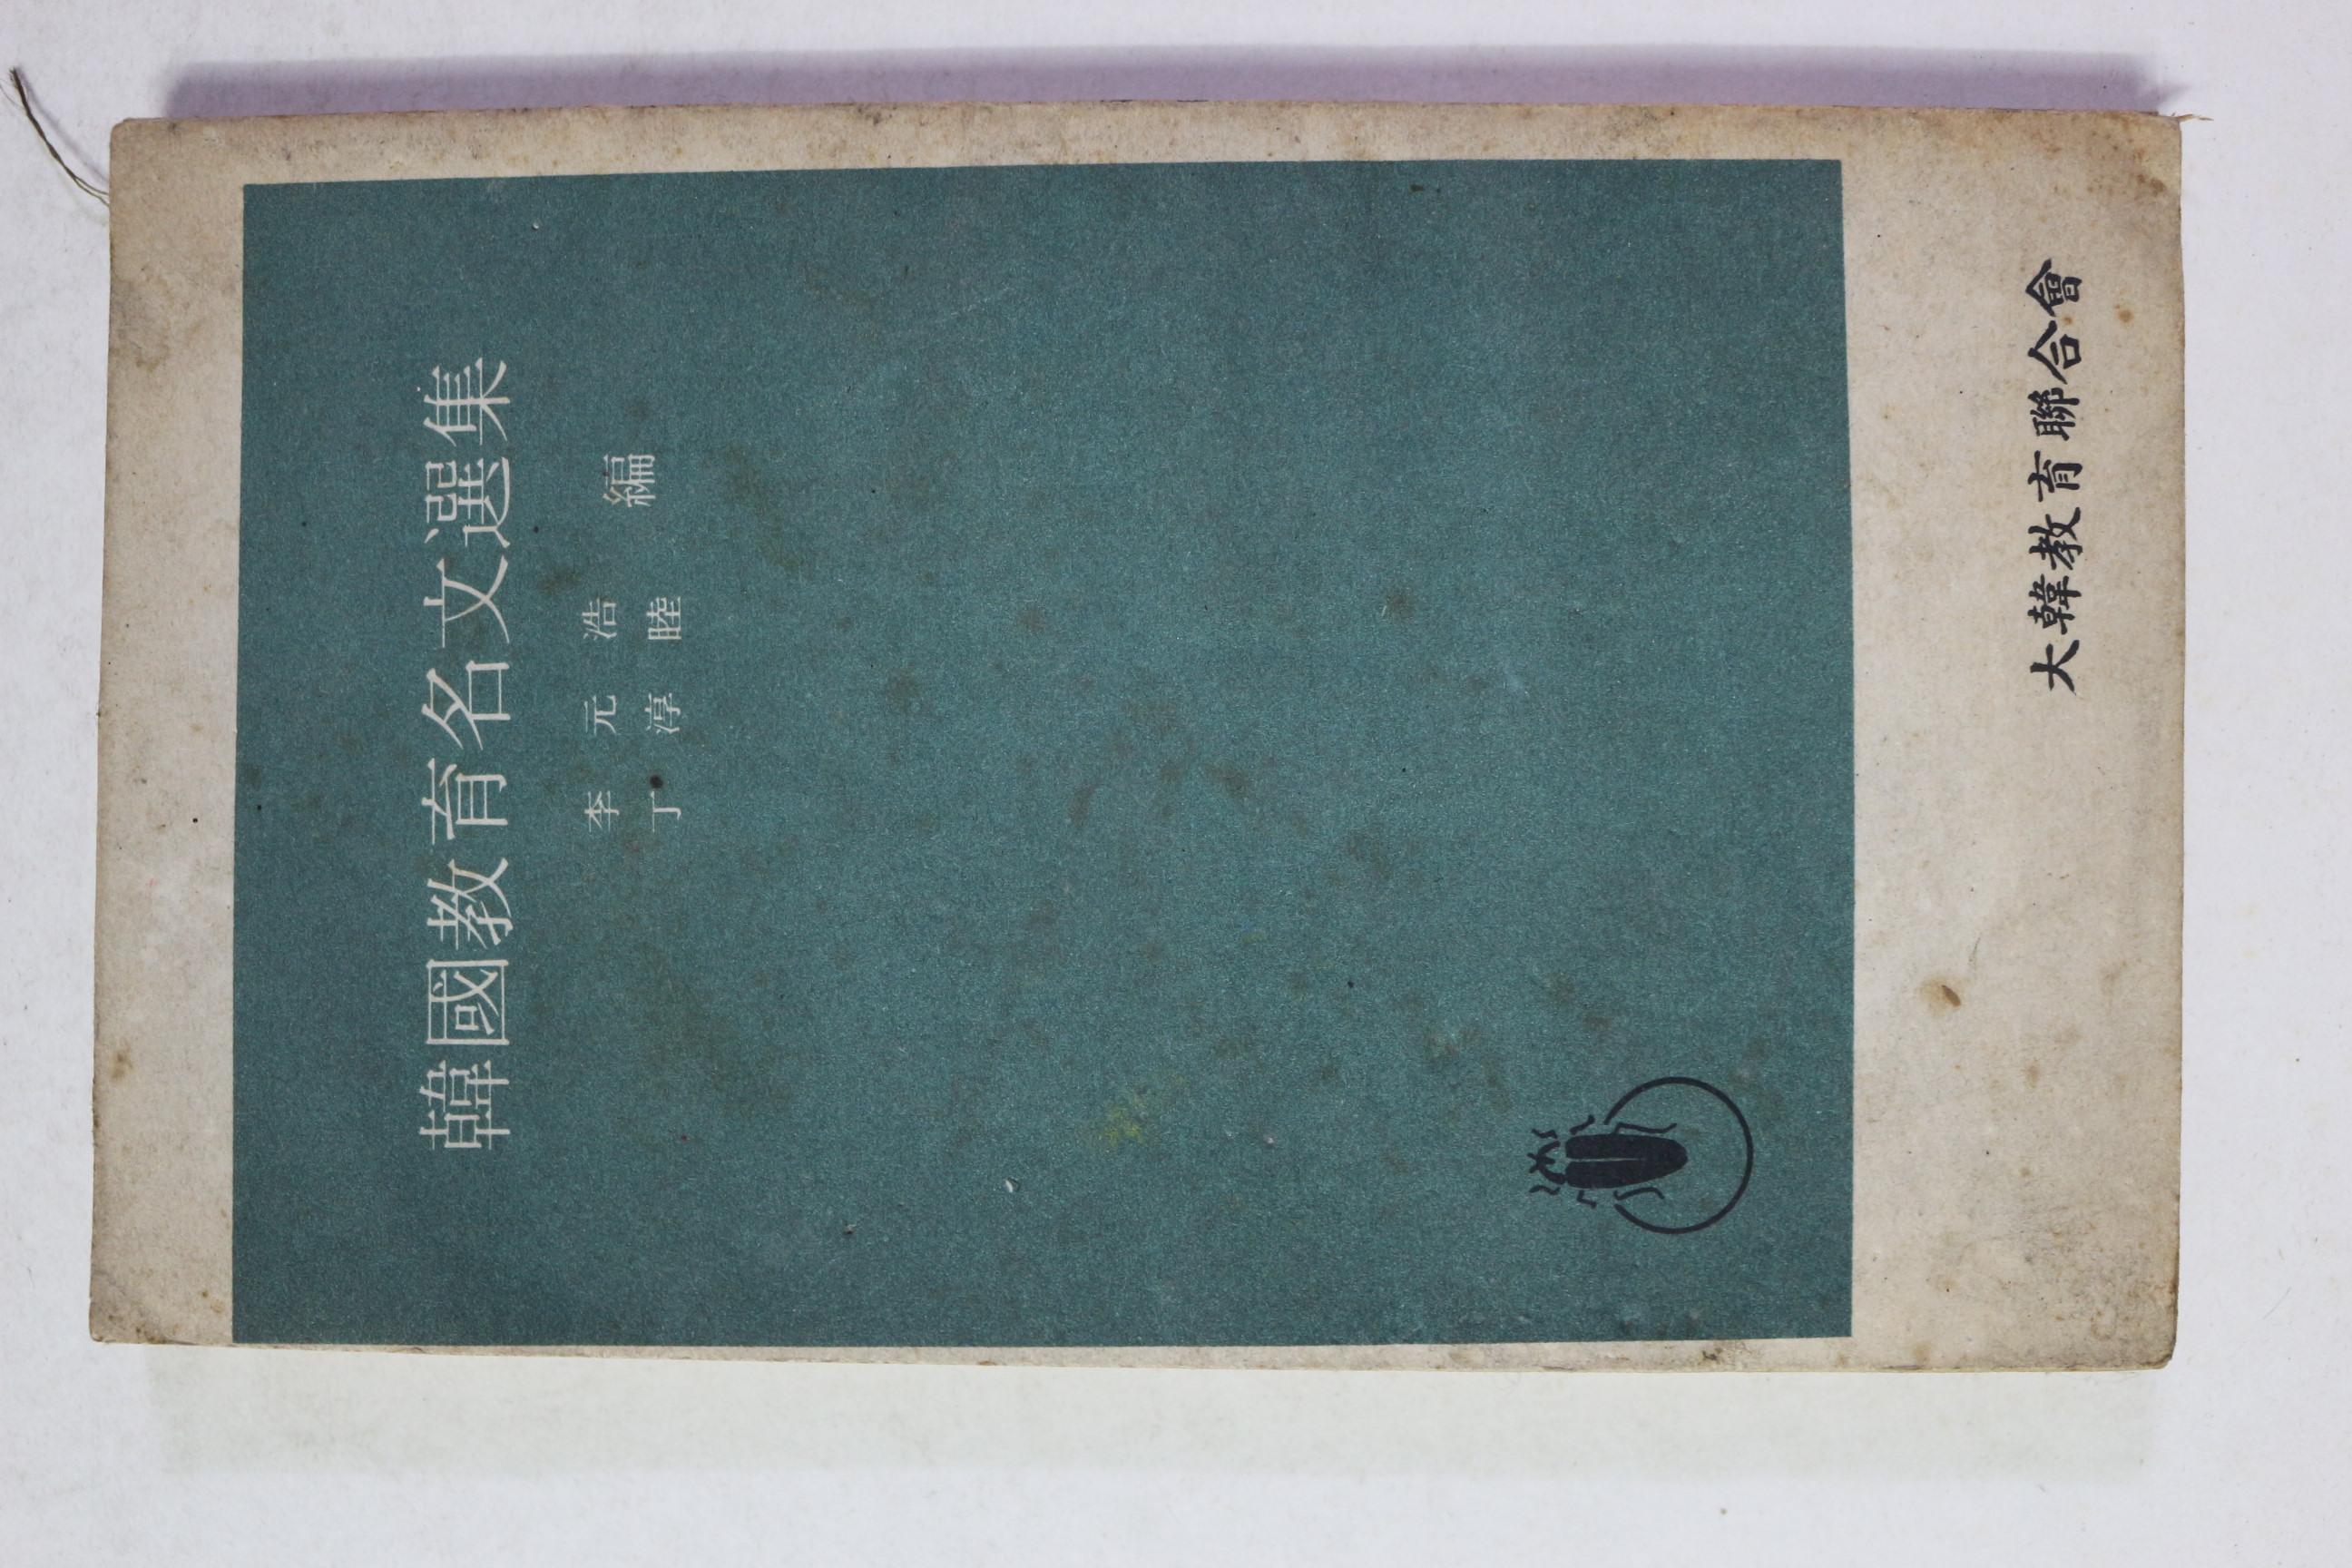 韓國教育名文選集
李元浩
丁淳睦
編
大韓教育聯合會